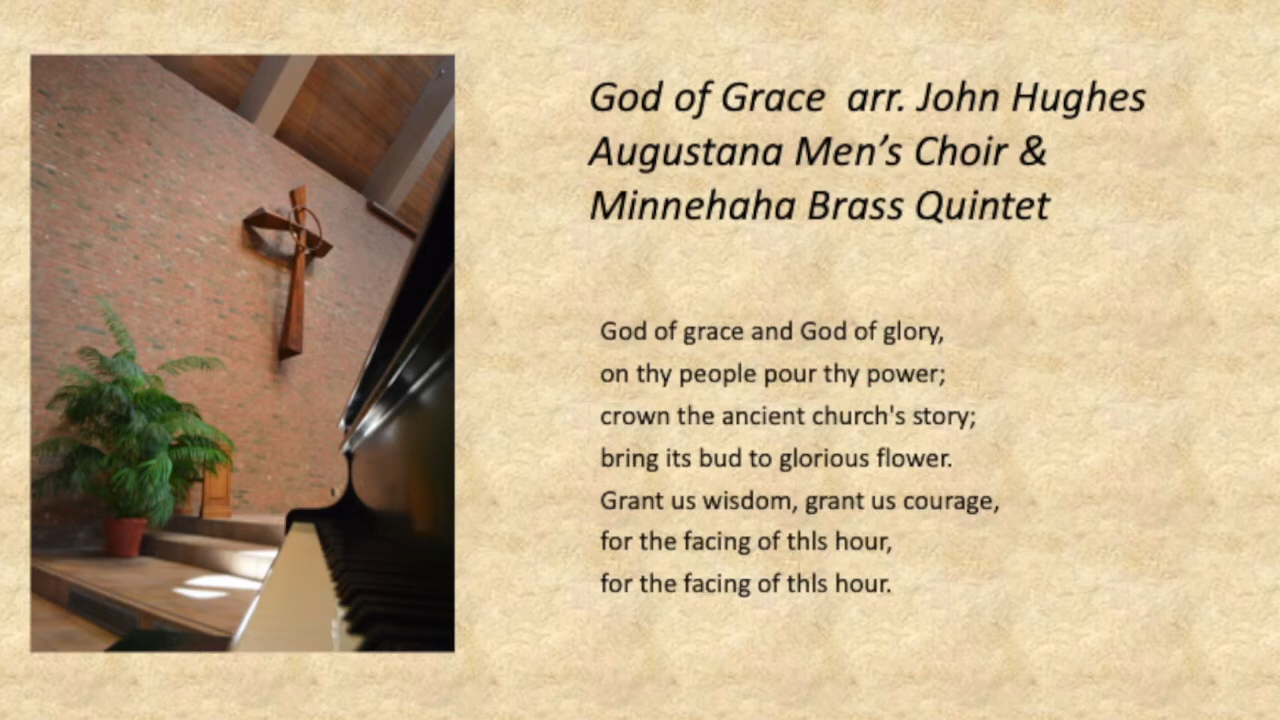 God of Grace  arr. John Hughes
Augustana Men’s Choir &
Minnehaha Brass Quintet
God of grace and God of glory,
on thy people pour thy power;
crown the ancient church's story;
bring its bud to glorious flower.
Grant us wisdom, grant us courage,
for the facing of thls hour,
for the facing of thls hour.